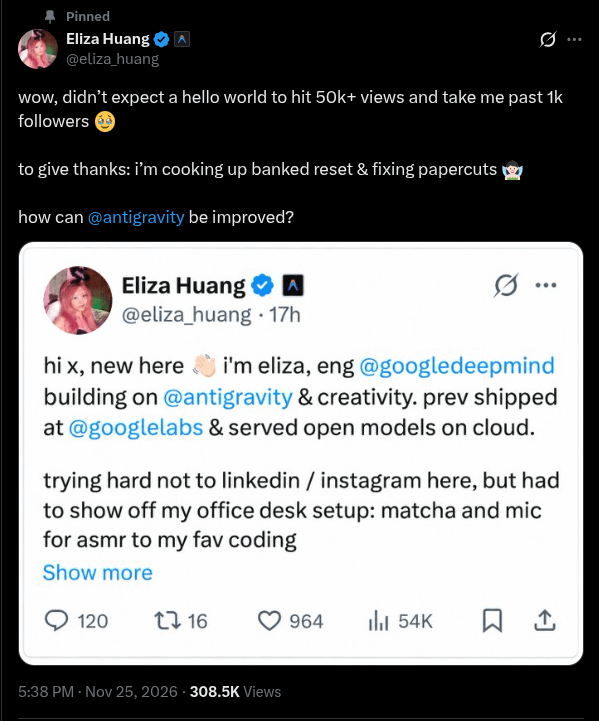 Pinned
Eliza Huang
@eliza_huang
wow, didn’t expect a hello world to hit 50k+ views and take me past 1k
followers 🥹
to give thanks: i’m cooking up banked reset & fixing papercuts 🧚🏻
how can @antigravity be improved?
Eliza Huang
@eliza_huang · 17h
hi x, new here 👋🏻 i'm eliza, eng @googledeepmind
building on @antigravity & creativity. prev shipped
at @googlelabs & served open models on cloud.
trying hard not to linkedin / instagram here, but had
to show off my office desk setup: matcha and mic
for asmr to my fav coding
Show more
120 16 964 54K
5:38 PM · Nov 25, 2026 · 308.5K Views